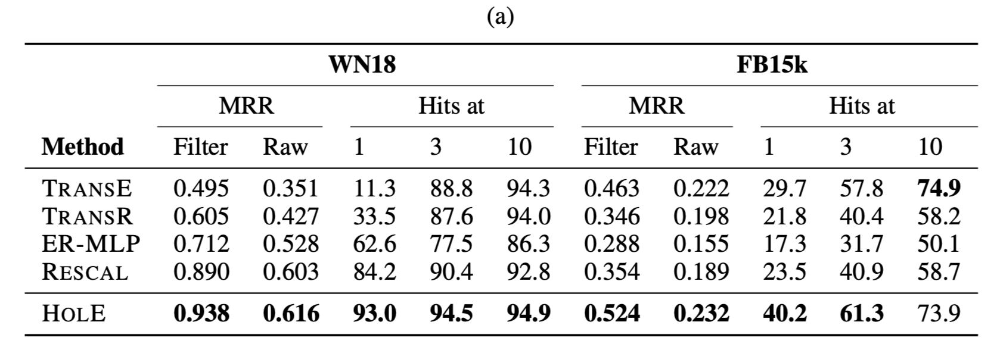 (a)
WN18 FB15k
MRR Hits at MRR Hits at
Method Filter Raw 1 3 10 Filter Raw 1 3 10
TRANSE 0.495 0.351 11.3 88.8 94.3 0.463 0.222 29.7 57.8 74.9
TRANSR 0.605 0.427 33.5 87.6 94.0 0.346 0.198 21.8 40.4 58.2
ER-MLP 0.712 0.528 62.6 77.5 86.3 0.288 0.155 17.3 31.7 50.1
RESCAL 0.890 0.603 84.2 90.4 92.8 0.354 0.189 23.5 40.9 58.7
HOLE 0.938 0.616 93.0 94.5 94.9 0.524 0.232 40.2 61.3 73.9